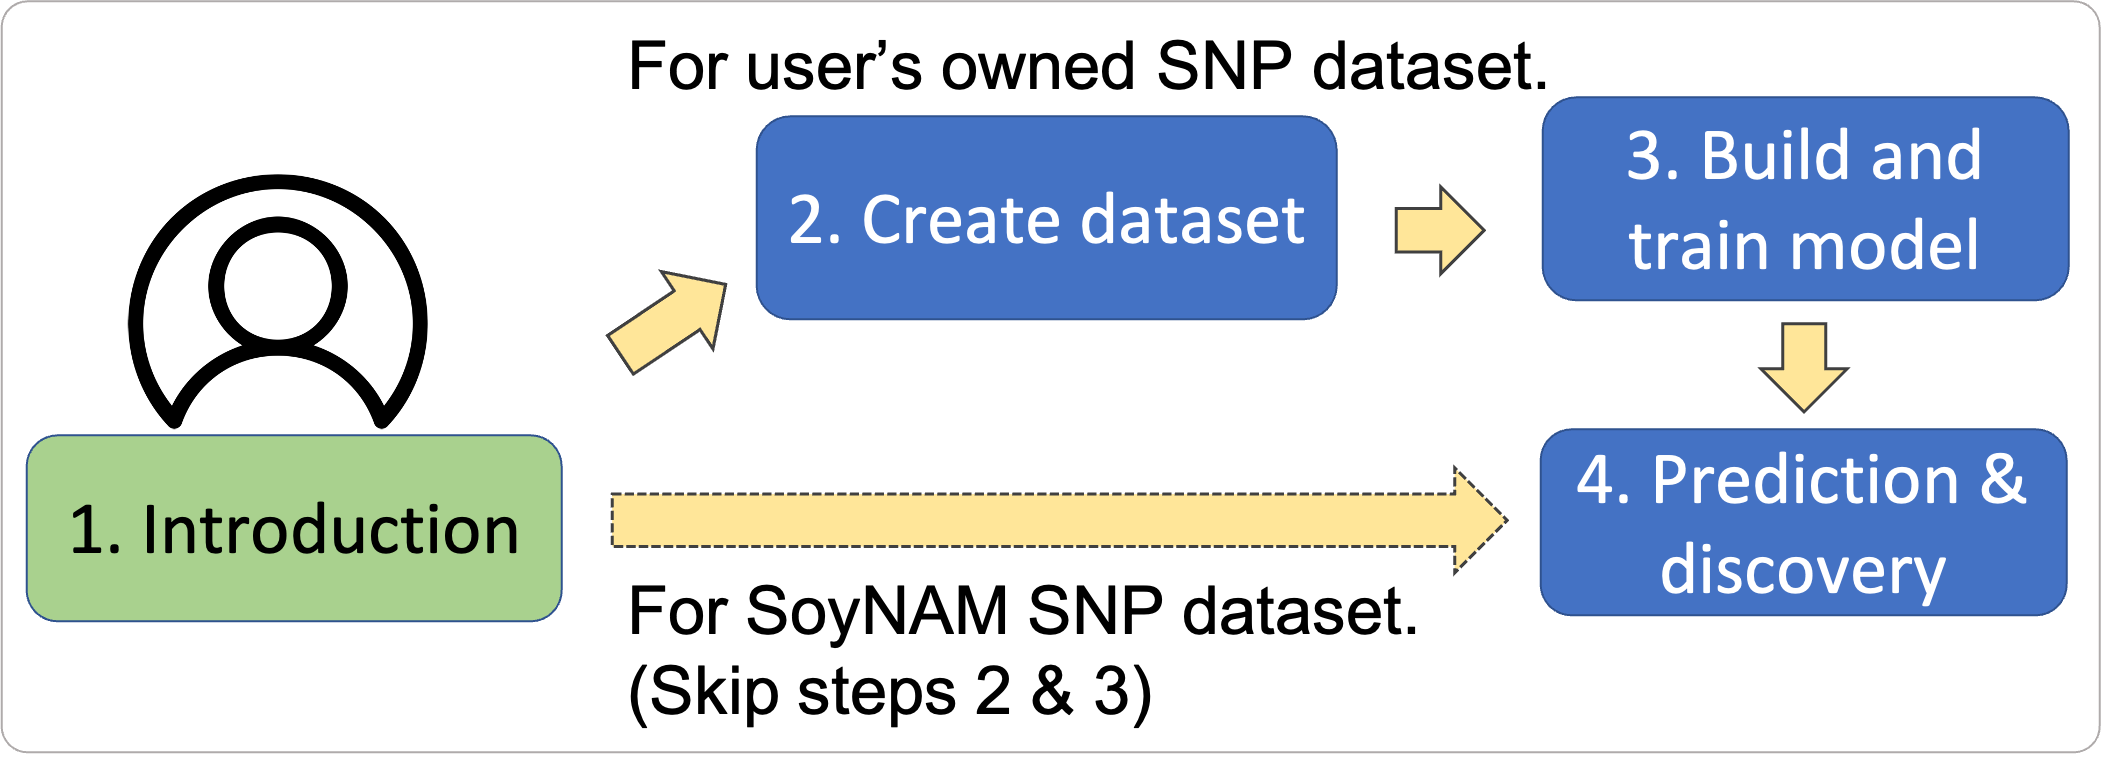 For user’s owned SNP dataset.
2. Create dataset
3. Build and
train model
1. Introduction
4. Prediction &
discovery
For SoyNAM SNP dataset.
(Skip steps 2 & 3)